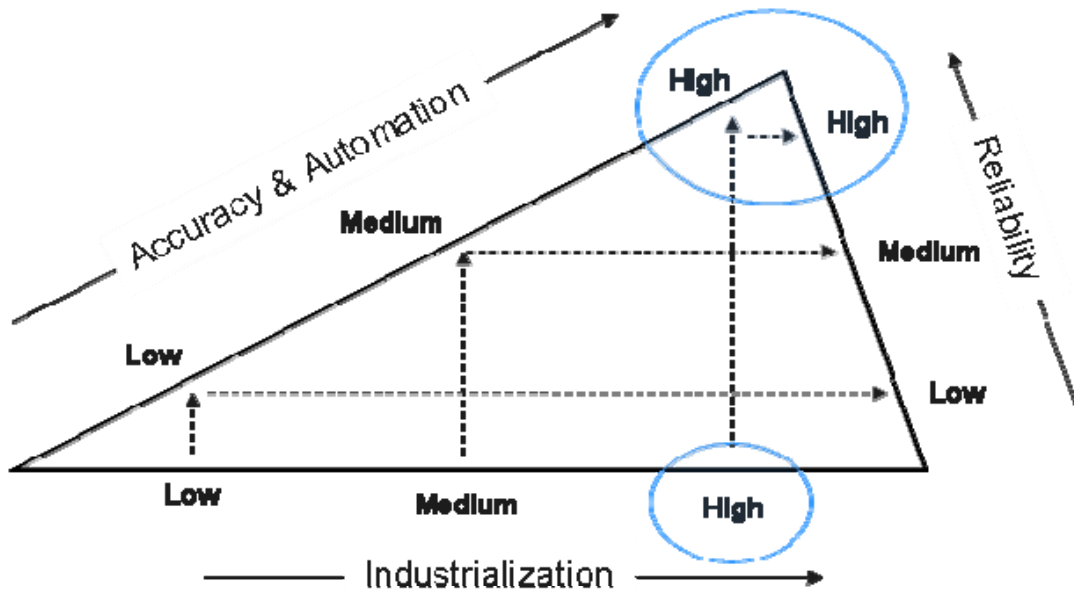 High
High
Accuracy & Automation
Reliability
Medium
Medium
Low
Low
Low
Medium
High
Industrialization